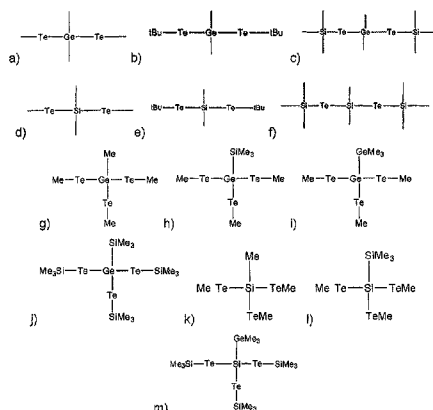 Te Ge Te
a)
tBu Te Ge Te tBu
b)
Si Te Ge Te Si
c)
Te Si Te
d)
tBu Te Si Te tBu
e)
Si Te Si Te Si
f)
Me
Me Te Ge Te Me
Te
g) Me
SiMe3
Me Te Ge Te Me
Te
h) Me
GeMe3
Me Te Ge Te Me
Te
i) Me
SiMe3
Me3Si Te Ge Te SiMe3
Te
j) SiMe3
Me
Me Te Si TeMe
k) TeMe
SiMe3
Me Te Si TeMe
l) TeMe
GeMe3
Me3Si Te Si Te SiMe3
Te
m) SiMe3